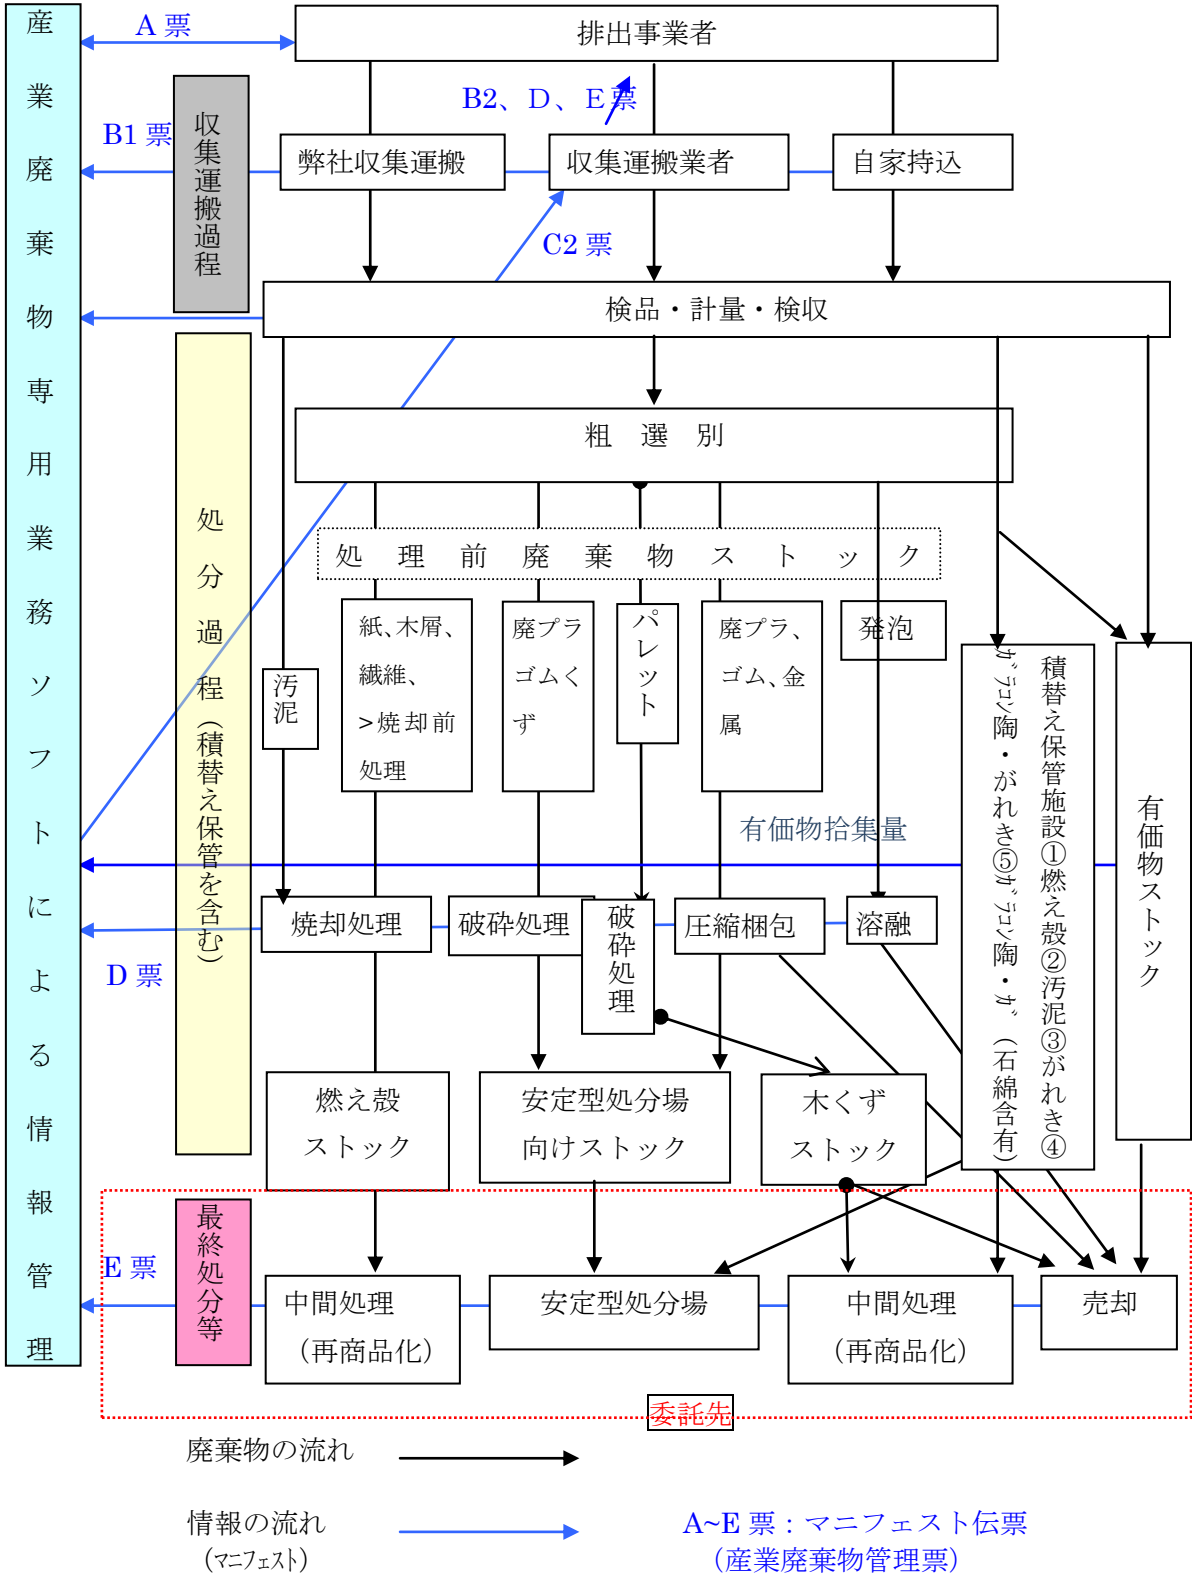 産業廃棄物専用業務ソフトによる情報管理
A 票
排出事業者
B2、D、E票
B1 票
収集運搬過程
弊社収集運搬
収集運搬業者
自家持込
C2 票
検品・計量・検収
処分過程（積替え保管を含む）
粗 選 別
処 理 前 廃 棄 物 ス ト ッ ク
汚泥
紙、木屑、
繊維、
>焼却前
処理
廃プラ
ゴムく
ず
パレット
廃プラ、
ゴム、金
属
発泡
積替え保管施設①燃え殻②汚泥③がれき④
ｶﾞﾗｺﾝ陶・がれき⑤ｶﾞﾗｺﾝ陶・ｶﾞ（石綿含有）
有価物ストック
有価物拾集量
焼却処理
破砕処理
破砕処理
圧縮梱包
溶融
D 票
燃え殻
ストック
安定型処分場
向けストック
木くず
ストック
最終処分等
E 票
中間処理
（再商品化）
安定型処分場
中間処理
（再商品化）
売却
委託先
廃棄物の流れ
情報の流れ
（ﾏﾆﾌｪｽﾄ）
A~E 票：マニフェスト伝票
（産業廃棄物管理票）